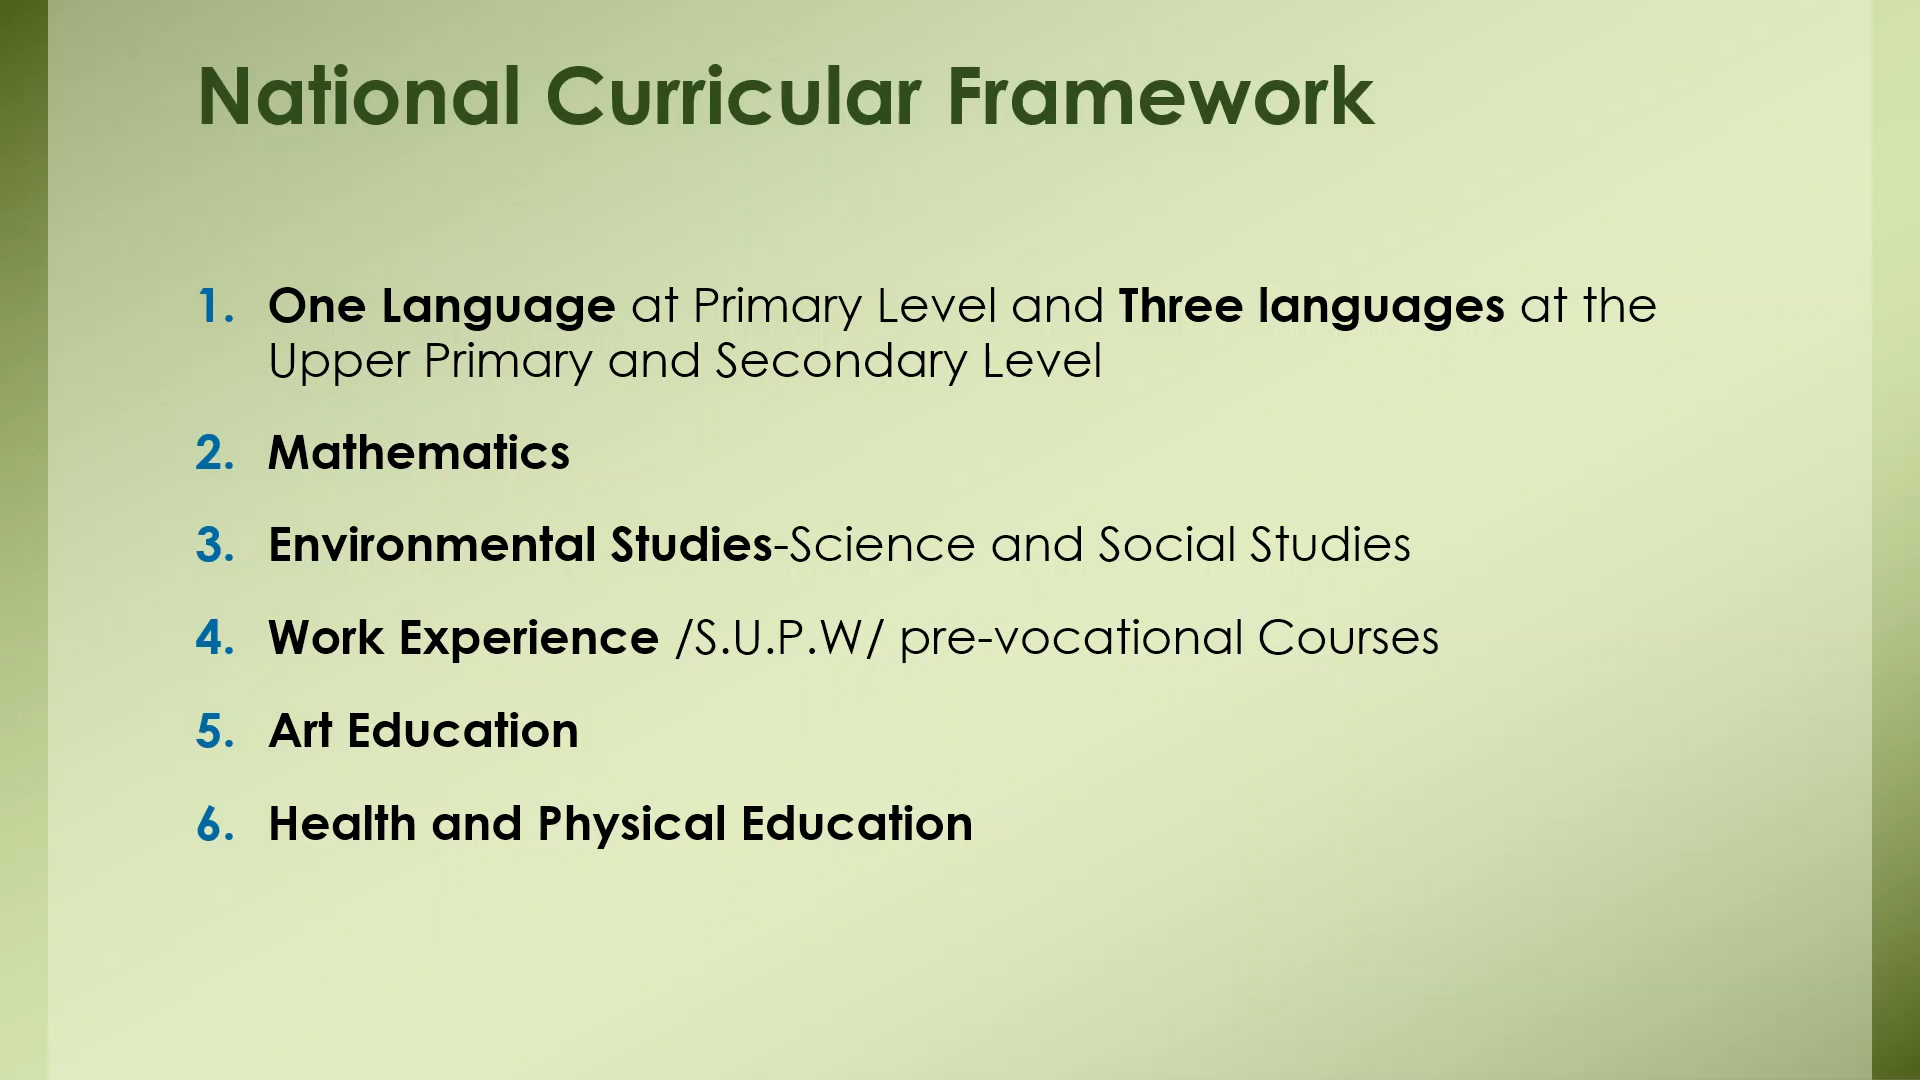 National Curricular Framework
1. One Language at Primary Level and Three languages at the
Upper Primary and Secondary Level
2. Mathematics
3. Environmental Studies-Science and Social Studies
4. Work Experience /S.U.P.W/ pre-vocational Courses
5. Art Education
6. Health and Physical Education